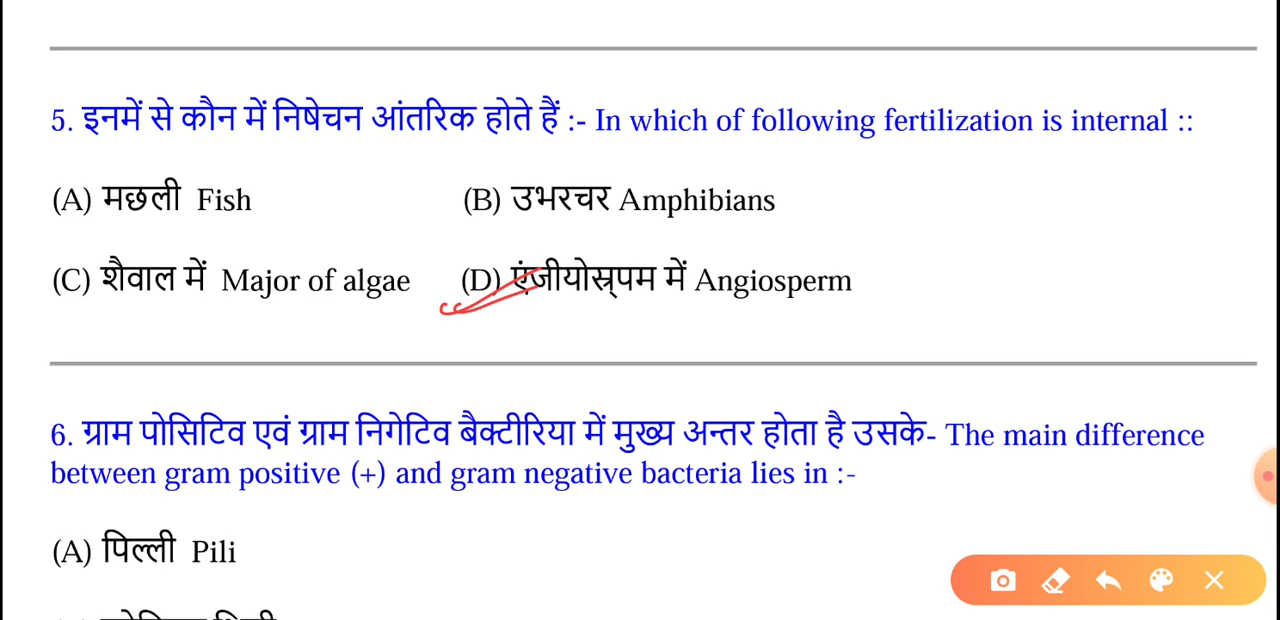 5. इनमें से कौन में निषेचन आंतरिक होते हैं :- In which of following fertilization is internal ::
(A) मछली Fish (B) उभरचर Amphibians
(C) शैवाल में Major of algae (D) एंजीयोस्र्पम में Angiosperm
6. ग्राम पोसिटिव एवं ग्राम निगेटिव बैक्टीरिया में मुख्य अन्तर होता है उसके- The main difference
between gram positive (+) and gram negative bacteria lies in :-
(A) पिल्ली Pili